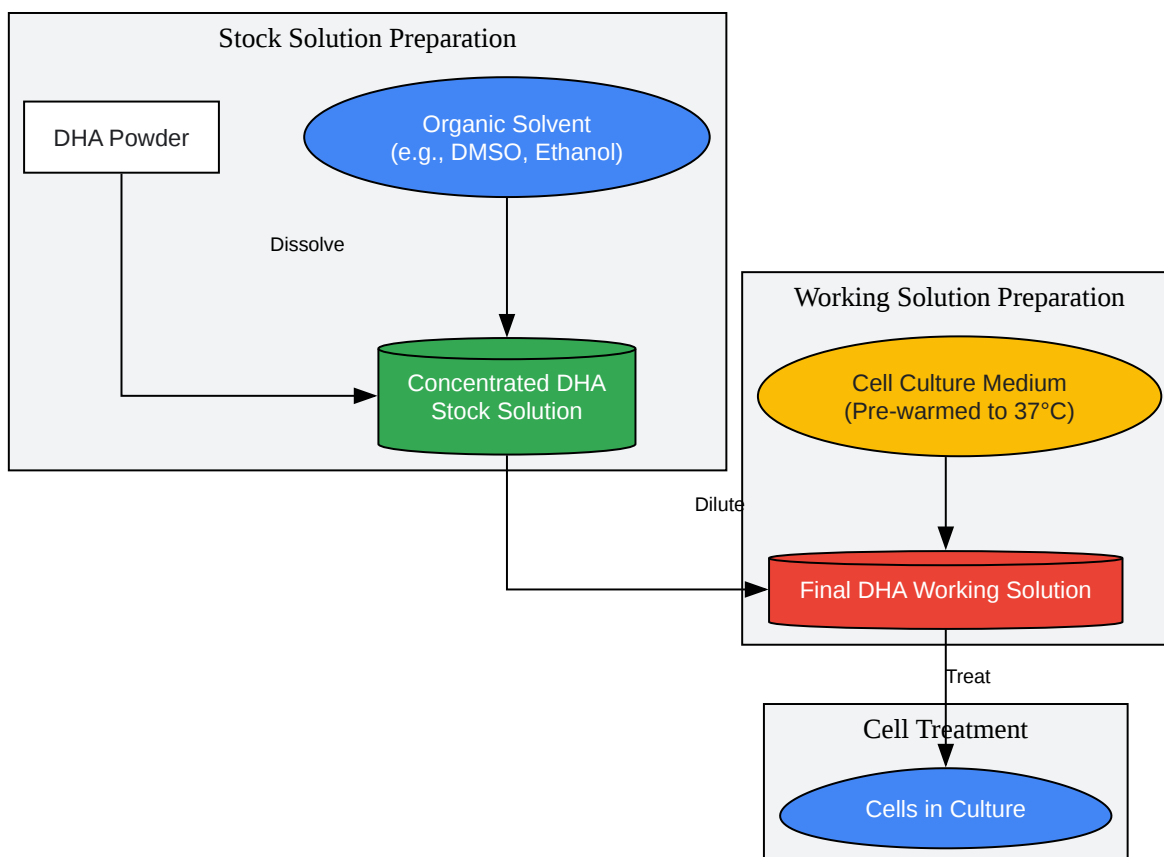 Stock Solution Preparation
DHA Powder
Organic Solvent
(e.g., DMSO, Ethanol)
Dissolve
Concentrated DHA
Stock Solution
Working Solution Preparation
Cell Culture Medium
(Pre-warmed to 37°C)
Dilute
Final DHA Working Solution
Treat
Cell Treatment
Cells in Culture